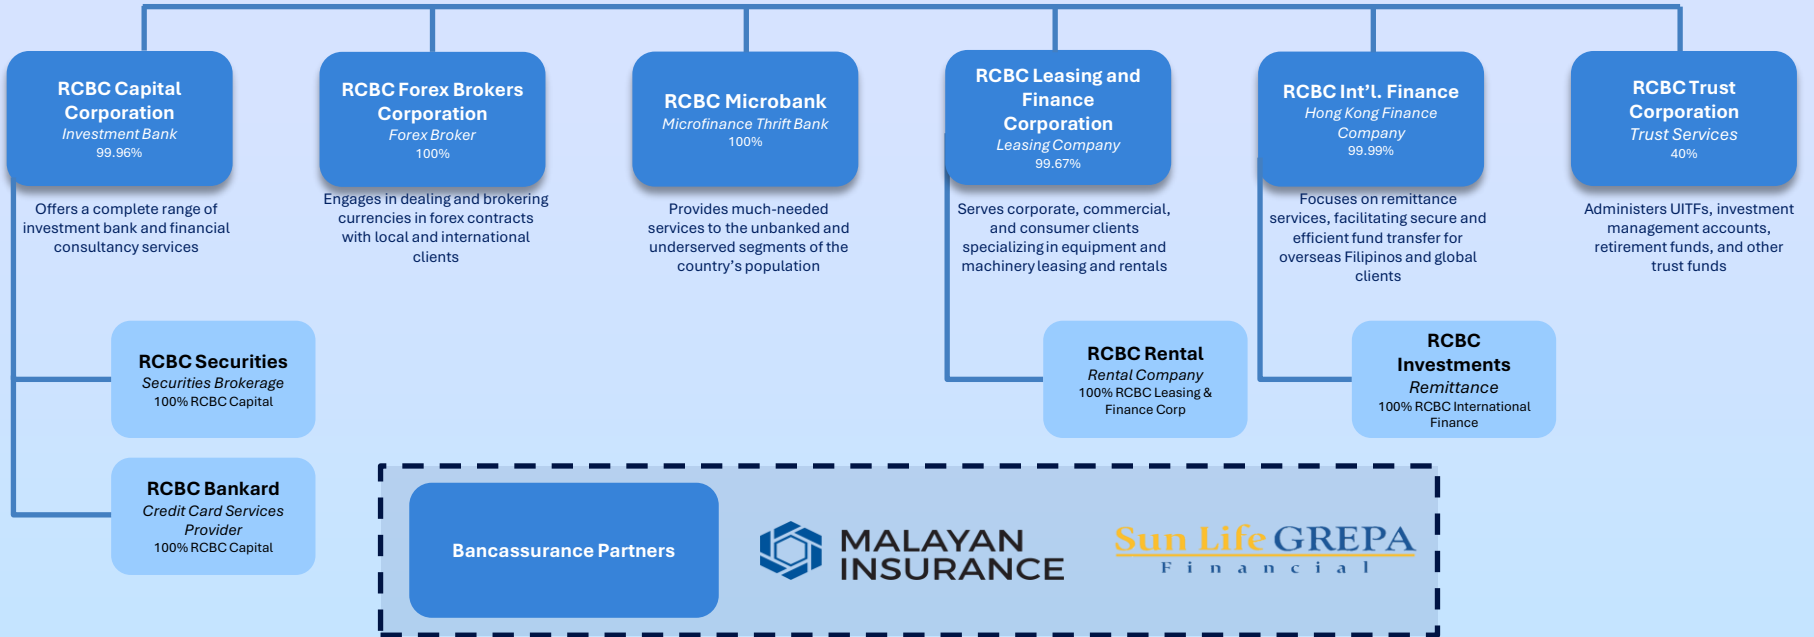 RCBC Capital
Corporation
Investment Bank
99.96%
Offers a complete range of
investment bank and financial
consultancy services
RCBC Forex Brokers
Corporation
Forex Broker
100%
Engages in dealing and brokering
currencies in forex contracts
with local and international
clients
RCBC Microbank
Microfinance Thrift Bank
100%
Provides much-needed
services to the unbanked and
underserved segments of the
country's population
RCBC Leasing and
Finance
Corporation
Leasing Company
99.67%
Serves corporate, commercial,
and consumer clients
specializing in equipment and
machinery leasing and rentals
RCBC Int'l. Finance
Hong Kong Finance
Company
99.99%
Focuses on remittance
services, facilitating secure and
efficient fund transfer for
overseas Filipinos and global
clients
RCBC Trust
Corporation
Trust Services
40%
Administers UITFs, investment
management accounts,
retirement funds, and other
trust funds
RCBC Securities
Securities Brokerage
100% RCBC Capital
RCBC Rental
Rental Company
100% RCBC Leasing &
Finance Corp
RCBC
Investments
Remittance
100% RCBC International
Finance
RCBC Bankard
Credit Card Services
Provider
100% RCBC Capital
Bancassurance Partners
MALAYAN
INSURANCE
Sun Life GREPA
Financial